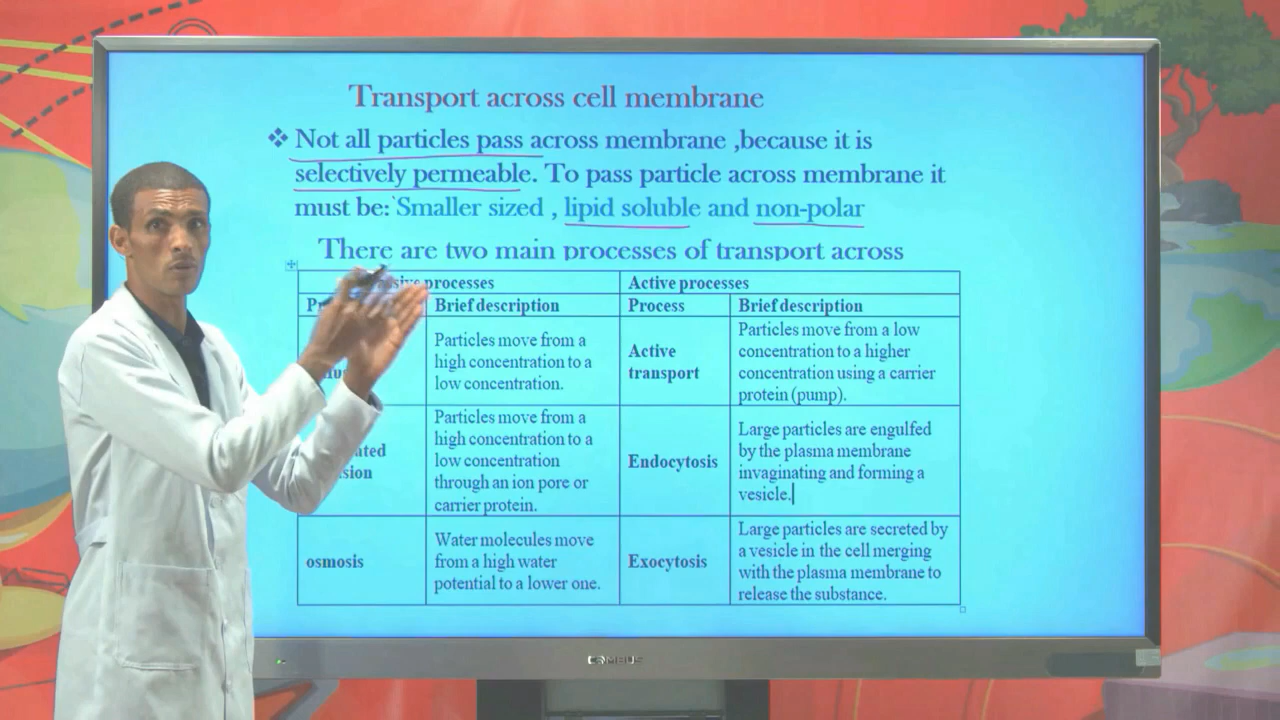 Transport across cell membrane
❖ Not all particles pass across membrane ,because it is
selectively permeable. To pass particle across membrane it
must be: Smaller sized , lipid soluble and non-polar
There are two main processes of transport across
processes
Active processes
Brief description
Process
Brief description
Particles move from a
high concentration to a
low concentration.
Active
transport
Particles move from a low
concentration to a higher
concentration using a carrier
protein (pump).
Particles move from a
high concentration to a
low concentration
through an ion pore or
carrier protein.
Endocytosis
Large particles are engulfed
by the plasma membrane
invaginating and forming a
vesicle.
osmosis
Water molecules move
from a high water
potential to a lower one.
Exocytosis
Large particles are secreted by
a vesicle in the cell merging
with the plasma membrane to
release the substance.